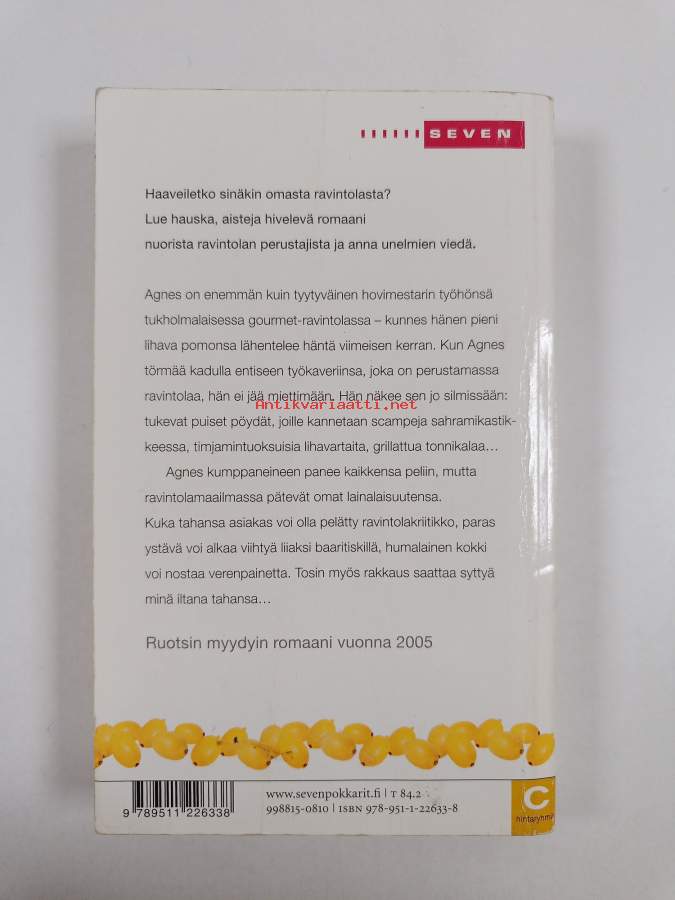 SEVEN
Haaveiletko sinäkin omasta ravintolasta?
Lue hauska, aisteja hivelevä romaani
nuorista ravintolan perustajista ja anna unelmien viedä.
Agnes on enemmän kuin tyytyväinen hovimestarin työhönsä
tukholmalaisessa gourmet-ravintolassa – kunnes hänen pieni
lihava pomonsa lähentelee häntä viimeisen kerran. Kun Agnes
törmää kadulla entiseen työkaveriinsa, joka on perustamassa
ravintolaa, hän ei jää miettimään. Hän näkee sen jo silmissään:
Antikvariaatti.net
tukevat puiset pöydät, joille kannetaan scampeja sahramikastik-
keessa, timjamintuoksuisia lihavartaita, grillattua tonnikalaa…
Agnes kumppaneineen panee kaikkensa peliin, mutta
ravintolamaailmassa pätevät omat lainalaisuutensa.
Kuka tahansa asiakas voi olla pelätty ravintolakriitikko, paras
ystävä voi alkaa viihtyä liiaksi baaritiskillä, humalainen kokki
voi nostaa verenpainetta. Tosin myös rakkaus saattaa syttyä
minä iltana tahansa…
Ruotsin myydyin romaani vuonna 2005
www.sevenpokkarit.fi | T 84.2
998815-0810 | ISBN 978-951-1-22633-8
9 789511 226338
C
hintaryhmä